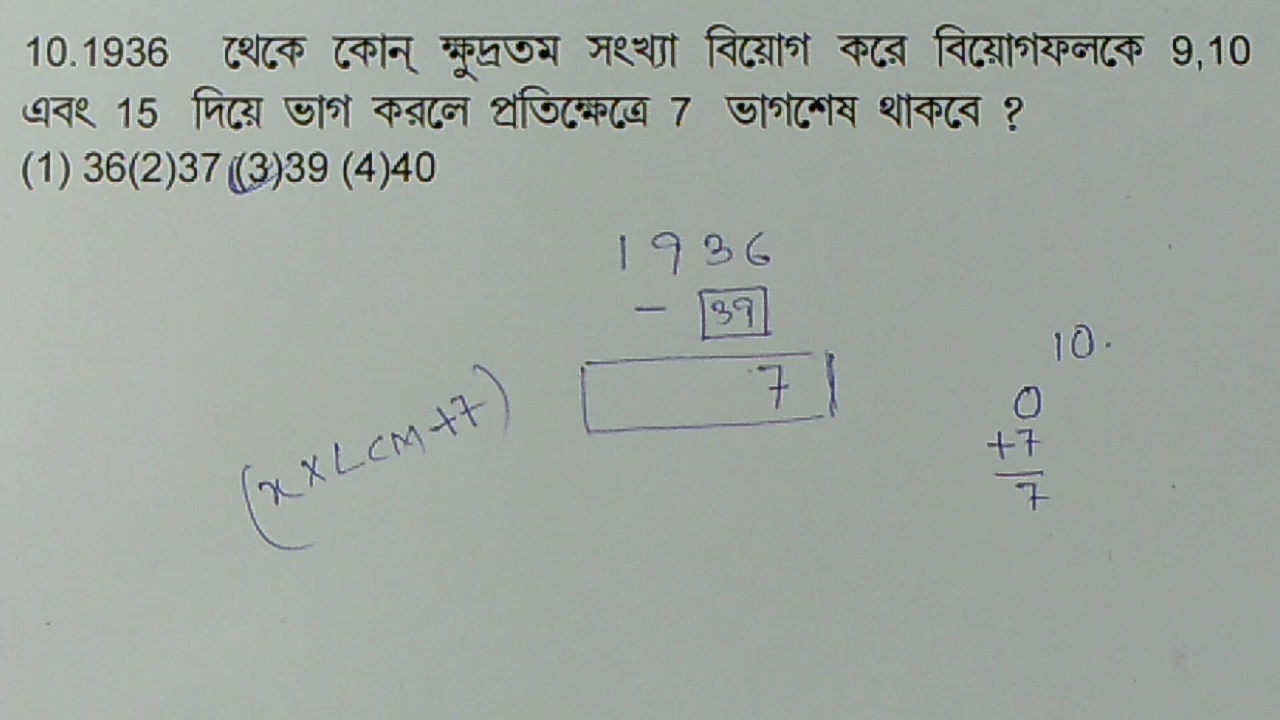 10.1936 থেকে কোন্ ক্ষুদ্রতম সংখ্যা বিয়োগ করে বিয়োগফলকে 9,10
এবং 15 দিয়ে ভাগ করলে প্রতিক্ষেত্রে 7 ভাগশেষ থাকবে ?
(1) 36(2)37 (3)39 (4)40
1936
- 39
7
(x×LCM+7)
10.
0
+7
7